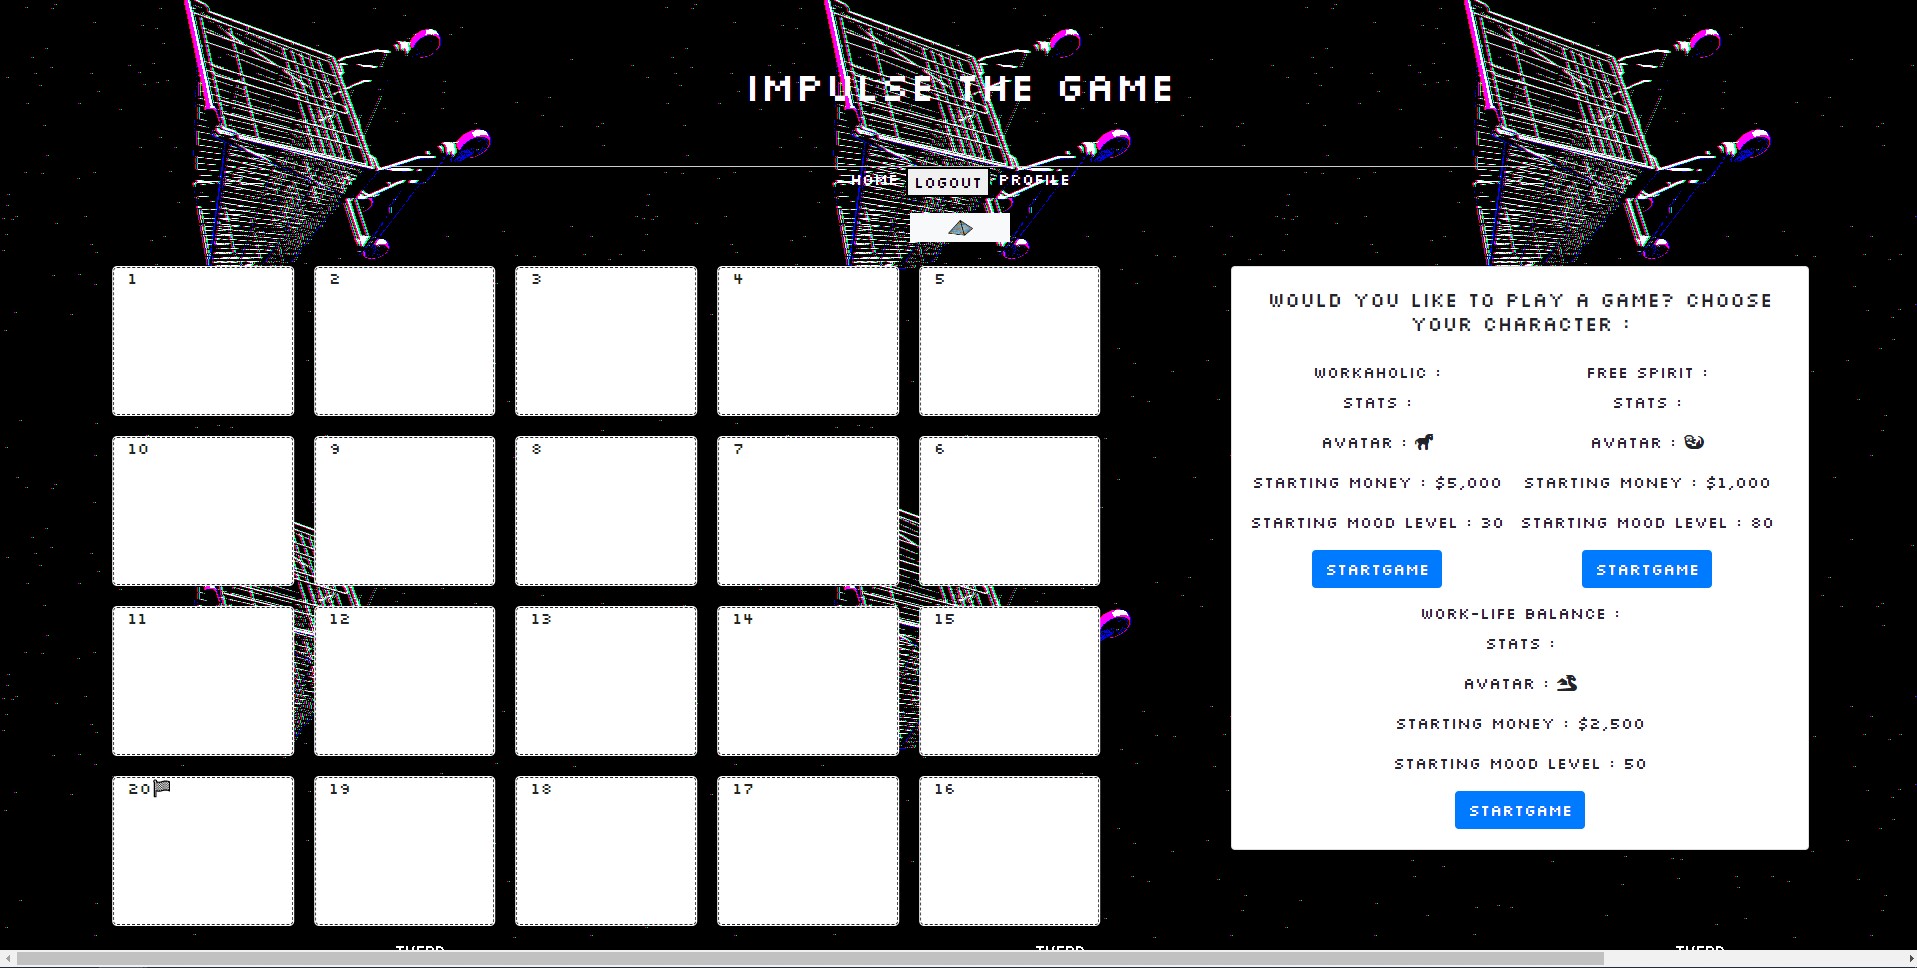 IMPULSE THE GAME
HOME LOGOUT PROFILE
1 2 3 4 5
WOULD YOU LIKE TO PLAY A GAME? CHOOSE
YOUR CHARACTER :
WORKAHOLIC : FREE SPIRIT :
STATS : STATS :
AVATAR : AVATAR :
10 9 8 7 6
STARTING MONEY : $5,000 STARTING MONEY : $1,000
STARTING MOOD LEVEL : 30 STARTING MOOD LEVEL : 80
STARTGAME STARTGAME
11 12 13 14 15
WORK-LIFE BALANCE :
STATS :
AVATAR :
STARTING MONEY : $2,500
STARTING MOOD LEVEL : 50
20 19 18 17 16
STARTGAME